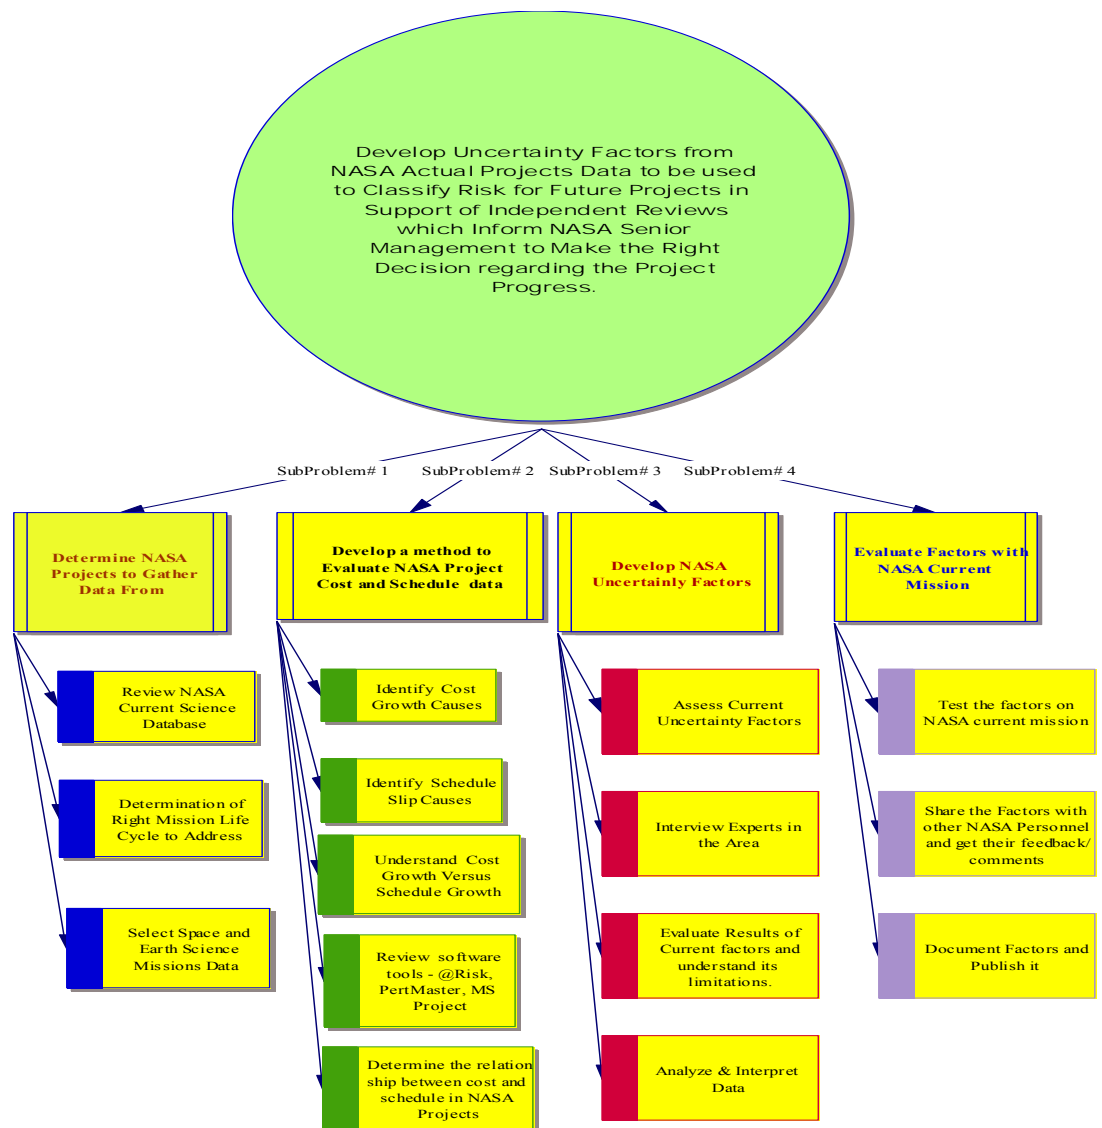 Develop Uncertainty Factors from
NASA Actual Projects Data to be used
to Classify Risk for Future Projects in
Support of Independent Reviews
which Inform NASA Senior
Management to Make the Right
Decision regarding the Project
Progress.
SubProblem# 1
SubProblem# 2
SubProblem# 3
SubProblem# 4
Determine NASA
Projects to Gather
Data From
Review NASA
Current Science
Database
Determination of
Right Mission Life
Cycle to Address
Select Space and
Earth Science
Missions Data
Develop a method to
Evaluate NASA Project
Cost and Schedule data
Identify Cost
Growth Causes
Identify Schedule
Slip Causes
Understand Cost
Growth Versus
Schedule Growth
Review software
tools - @Risk,
PertMaster, MS
Project
Determine the relation
ship between cost and
schedule in NASA
Projects
Develop NASA
Uncertainly Factors
Assess Current
Uncertainty Factors
Interview Experts in
the Area
Evaluate Results of
Current factors and
understand its
limitations.
Analyze & Interpret
Data
Evaluate Factors with
NASA Current
Mission
Test the factors on
NASA current mission
Share the Factors with
other NASA Personnel
and get their feedback/
comments
Document Factors and
Publish it